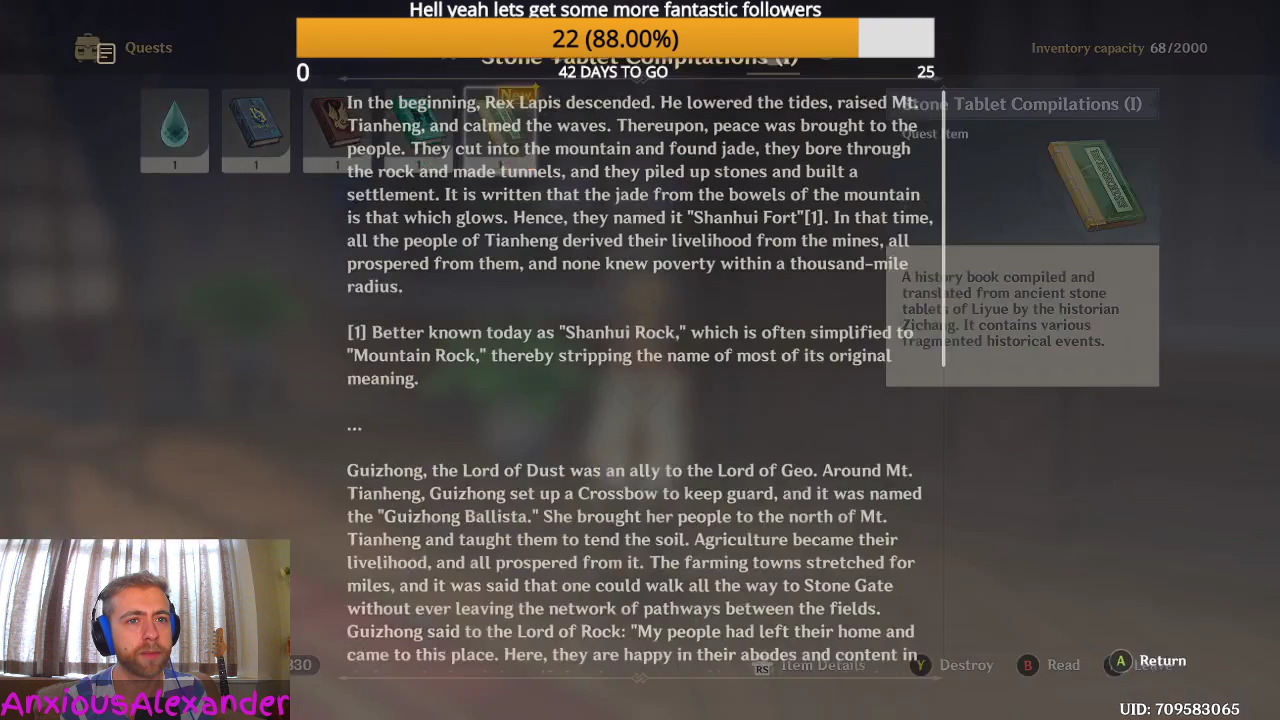 Hell yeah lets get some more fantastic followers
22 (88.00%)
0
42 DAYS TO GO
25
Quests
Inventory capacity 68/2000
Stone Tablet Compilations (I)
New
1
1
1
1
In the beginning, Rex Lapis descended. He lowered the tides, raised Mt.
Tianheng, and calmed the waves. Thereupon, peace was brought to the
people. They cut into the mountain and found jade, they bore through
the rock and made tunnels, and they piled up stones and built a
settlement. It is written that the jade from the bowels of the mountain
is that which glows. Hence, they named it "Shanhui Fort"[1]. In that time,
all the people of Tianheng derived their livelihood from the mines, all
prospered from them, and none knew poverty within a thousand-mile
radius.
[1] Better known today as "Shanhui Rock," which is often simplified to
"Mountain Rock," thereby stripping the name of most of its original
meaning.
...
Guizhong, the Lord of Dust was an ally to the Lord of Geo. Around Mt.
Tianheng, Guizhong set up a Crossbow to keep guard, and it was named
the "Guizhong Ballista." She brought her people to the north of Mt.
Tianheng and taught them to tend the soil. Agriculture became their
livelihood, and all prospered from it. The farming towns stretched for
miles, and it was said that one could walk all the way to Stone Gate
without ever leaving the network of pathways between the fields.
Guizhong said to the Lord of Rock: "My people had left their home and
came to this place. Here, they are happy in their abodes and content in
Stone Tablet Compilations (I)
Quest Item
A history book compiled and
translated from ancient stone
tablets of Liyue by the historian
Zichang. It contains various
fragmented historical events.
RS Item Details
Y Destroy
B Read
A Return
AnxiousAlexander
UID: 709583065